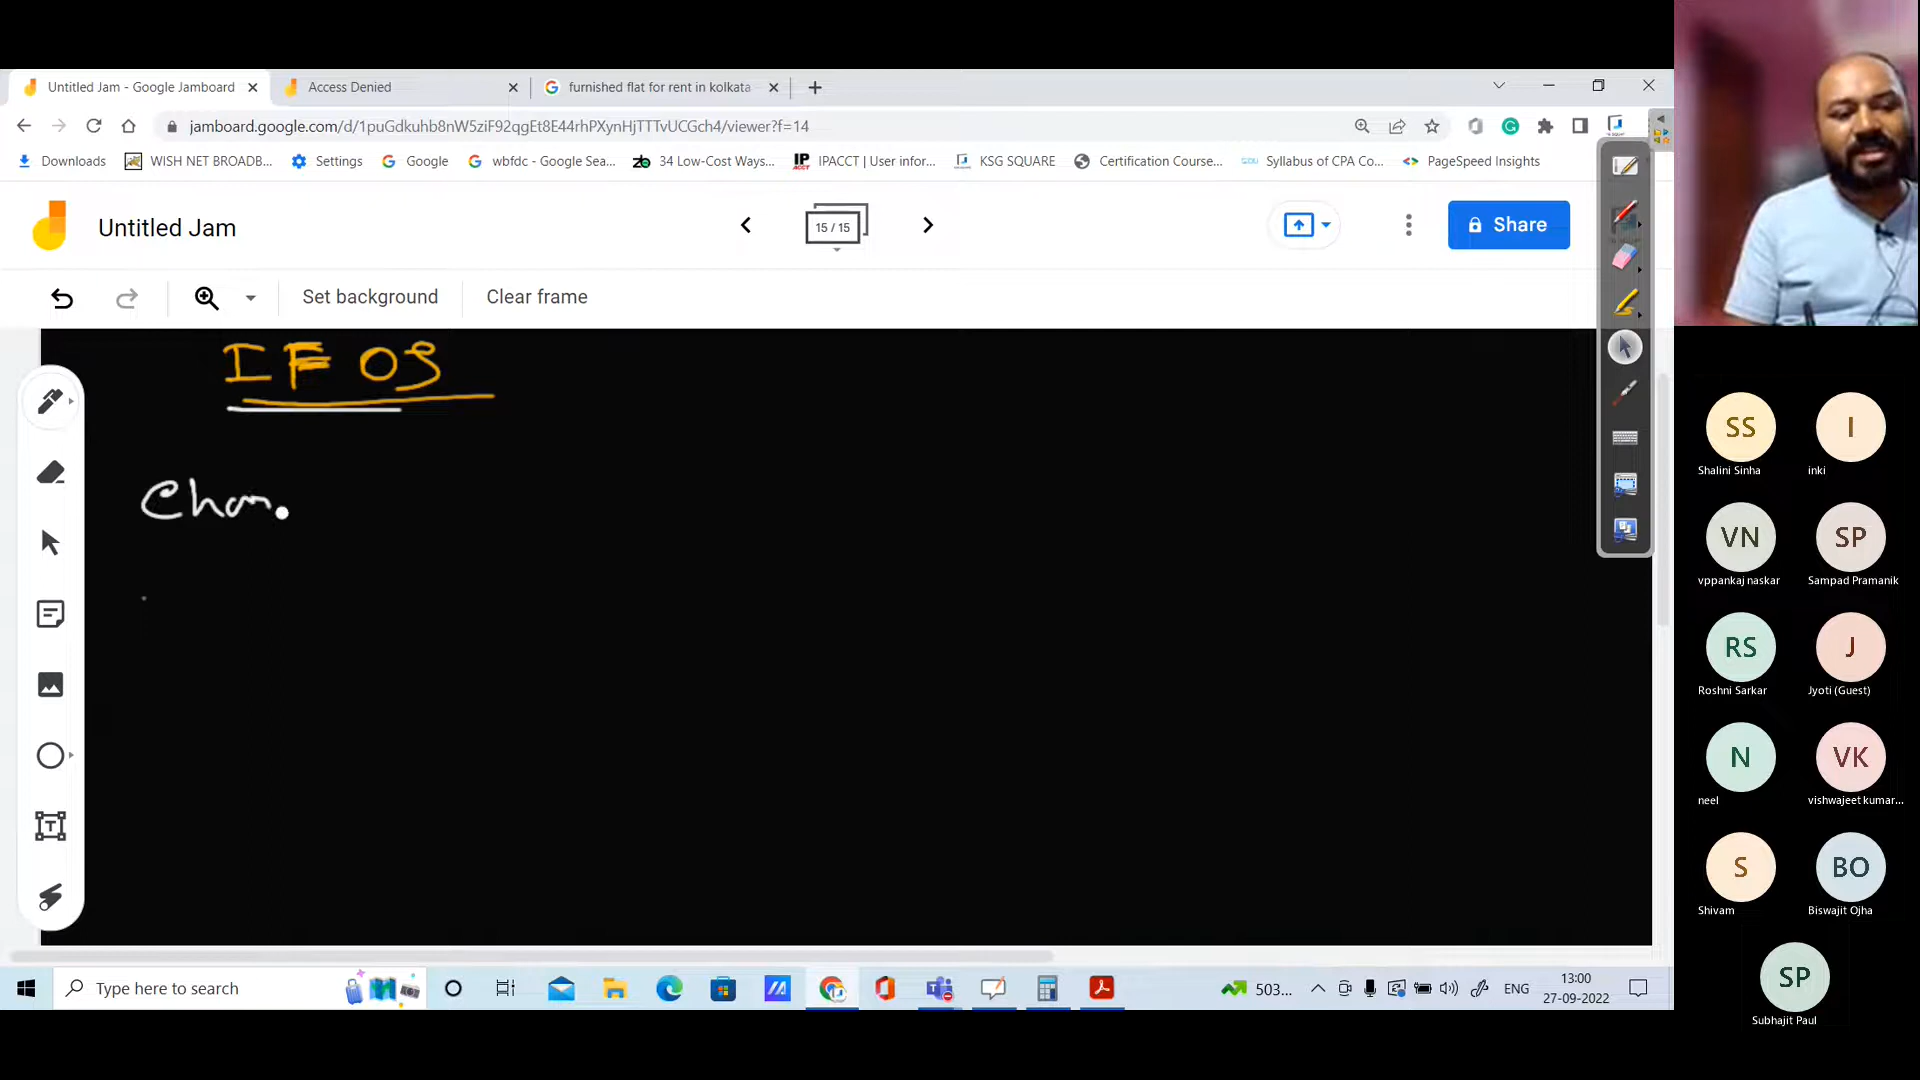 Untitled Jam - Google Jamboard
Access Denied
furnished flat for rent in kolkata
jamboard.google.com/d/1puGdkuhb8nW5ziF92qgEt8E44rhPXynHjTTTvUCGch4/viewer?f=14
Downloads
WISH NET BROADB...
Settings
Google
wbfdc - Google Sea...
34 Low-Cost Ways...
IPACCT | User infor...
KSG SQUARE
Certification Course...
Syllabus of CPA Co...
PageSpeed Insights
Untitled Jam
15 / 15
Share
Set background
Clear frame
IFOS
Cham
SS
Shalini Sinha
I
inki
VN
vppankaj naskar
SP
Sampad Pramanik
RS
Roshni Sarkar
J
Jyoti (Guest)
N
neel
VK
vishwajeet kumar...
S
Shivam
BO
Biswajit Ojha
SP
Subhajit Paul
Type here to search
503...
ENG
13:00
27-09-2022